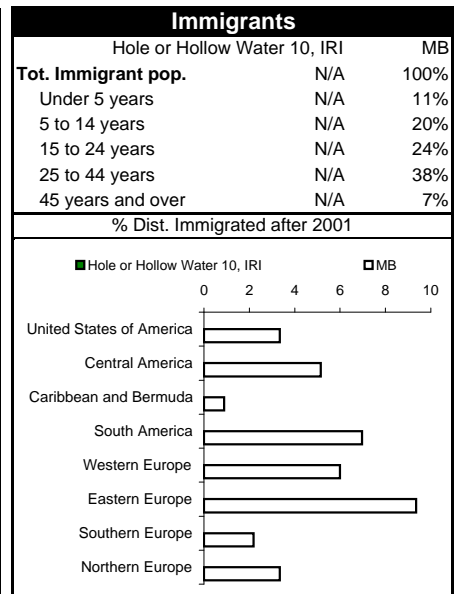 Immigrants
Hole or Hollow Water 10, IRI MB
Tot. Immigrant pop. N/A 100%
Under 5 years N/A 11%
5 to 14 years N/A 20%
15 to 24 years N/A 24%
25 to 44 years N/A 38%
45 years and over N/A 7%
% Dist. Immigrated after 2001
Hole or Hollow Water 10, IRI MB
0 2 4 6 8 10
United States of America
Central America
Caribbean and Bermuda
South America
Western Europe
Eastern Europe
Southern Europe
Northern Europe